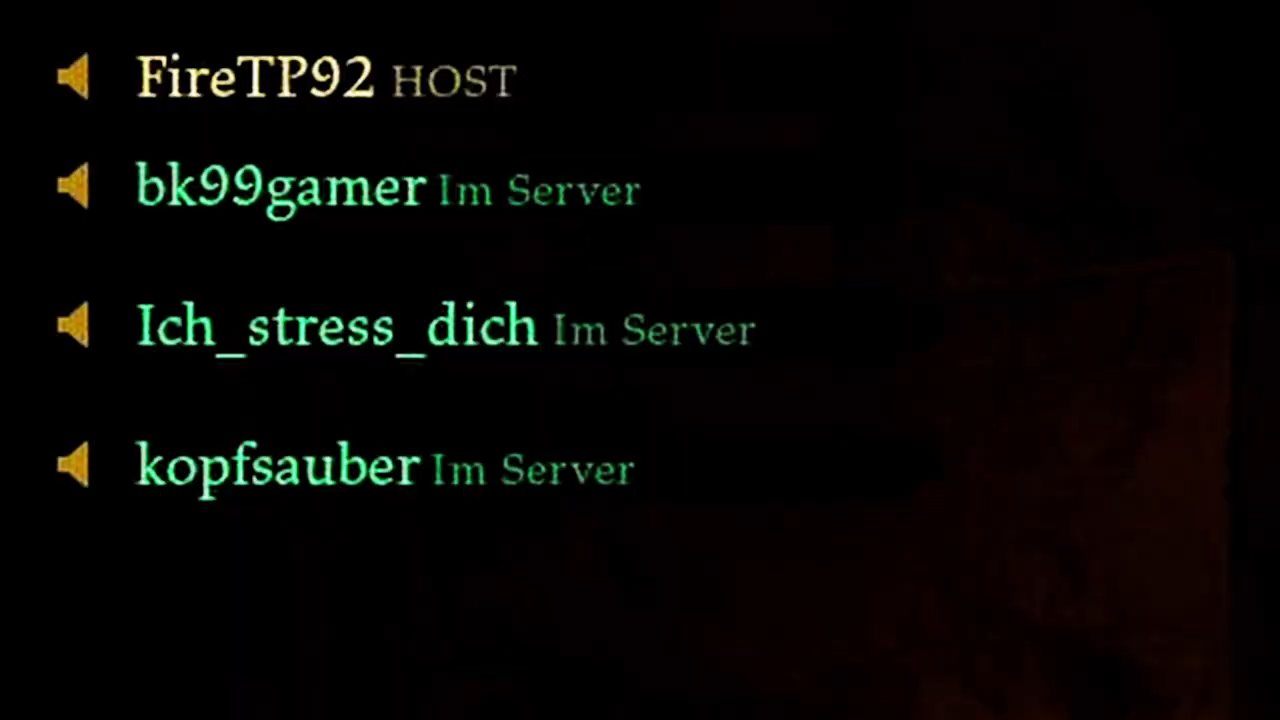 FireTP92 HOST
bk99gamer Im Server
Ich_stress_dich Im Server
kopfsauber Im Server